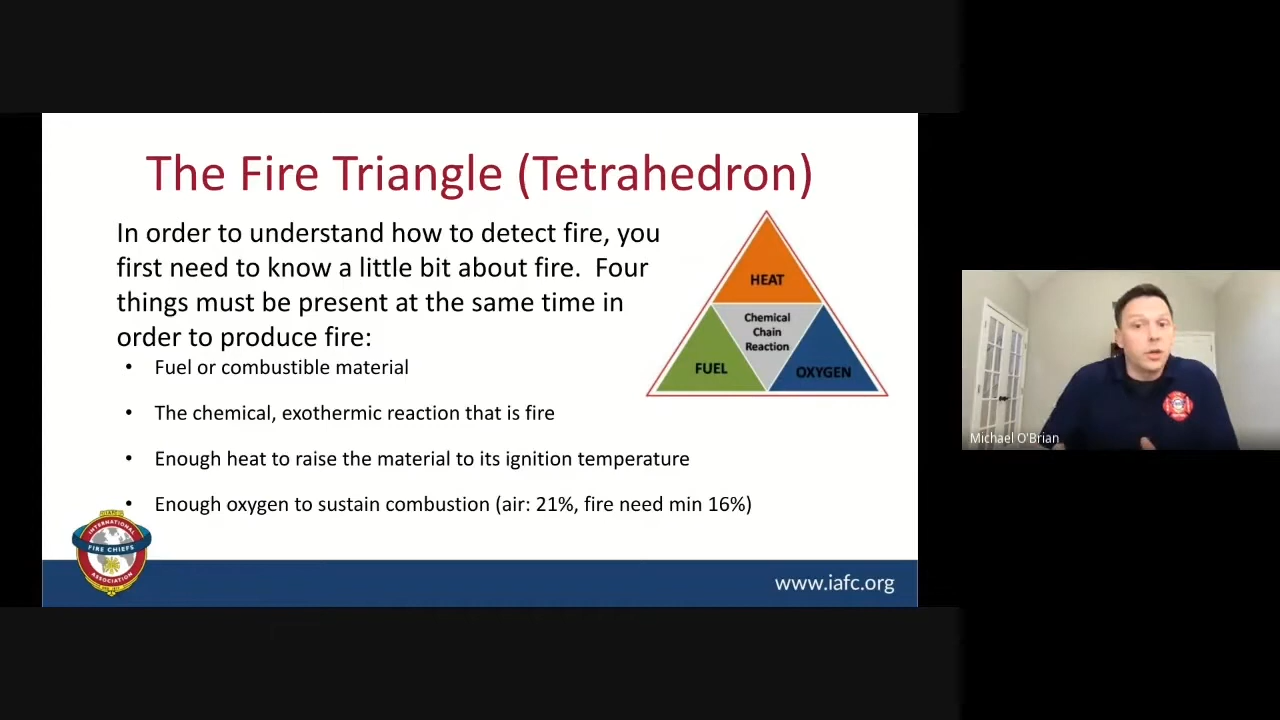 The Fire Triangle (Tetrahedron)
In order to understand how to detect fire, you
first need to know a little bit about fire.  Four
things must be present at the same time in
order to produce fire:
• Fuel or combustible material
• The chemical, exothermic reaction that is fire
• Enough heat to raise the material to its ignition temperature
• Enough oxygen to sustain combustion (air: 21%, fire need min 16%)
HEAT
Chemical
Chain
Reaction
FUEL
OXYGEN
INTERNATIONAL
FIRE CHIEFS
ASSOCIATION
www.iafc.org
Michael O'Brian